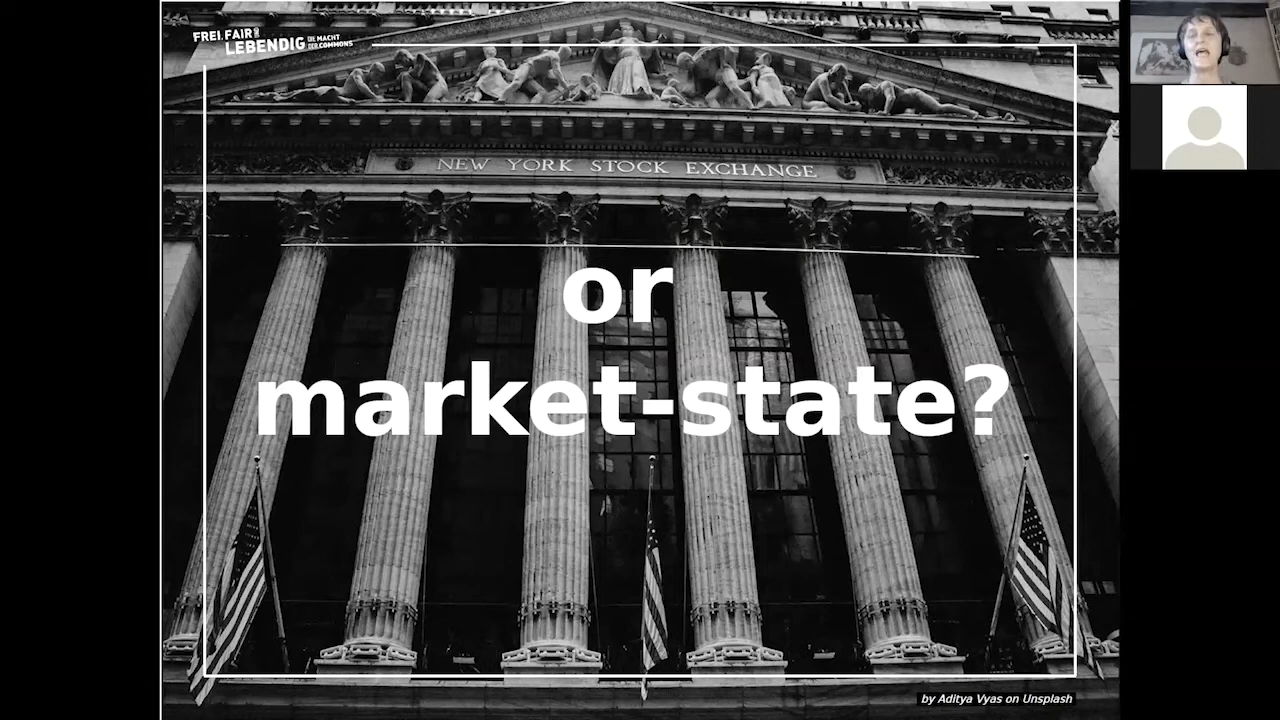 FREI, FAIR UND LEBENDIG DIE MACHT DER COMMONS
NEW YORK STOCK EXCHANGE
or
market-state?
by Aditya Vyas on Unsplash